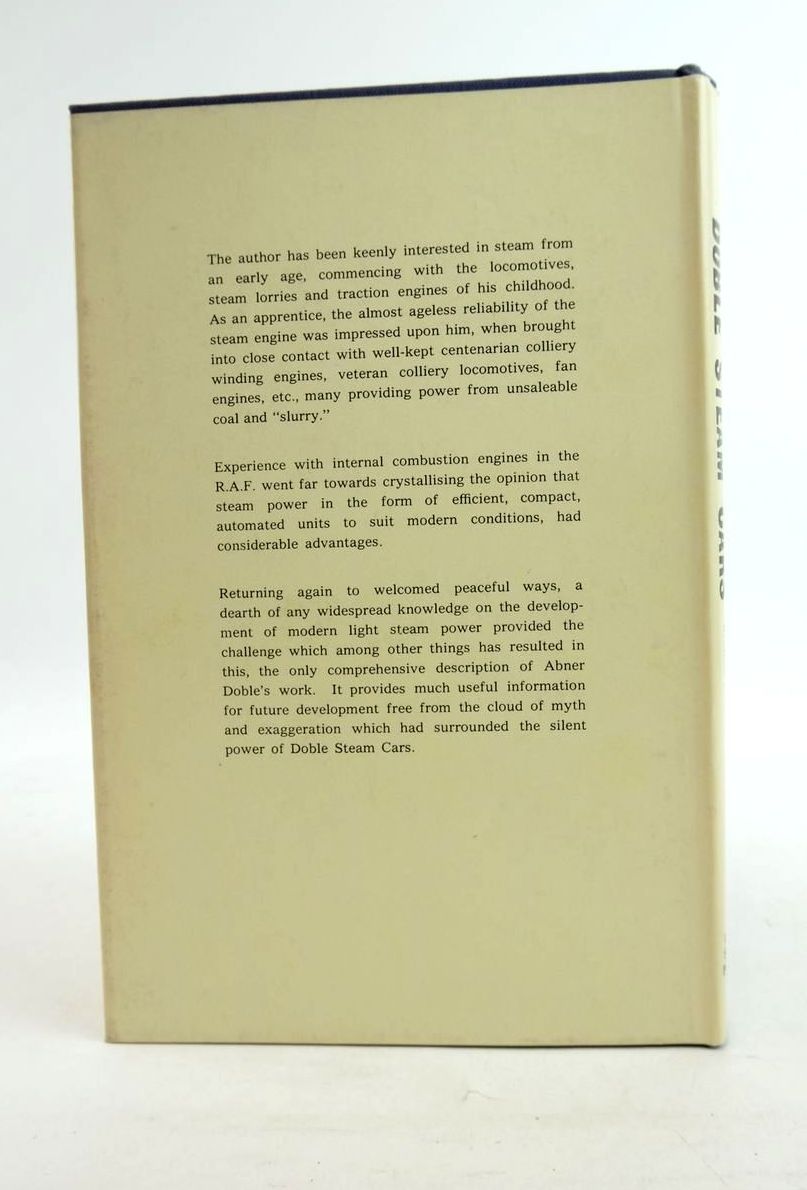 The author has been keenly interested in steam from
an early age, commencing with the locomotives,
steam lorries and traction engines of his childhood.
As an apprentice, the almost ageless reliability of the
steam engine was impressed upon him, when brought
into close contact with well-kept centenarian colliery
winding engines, veteran colliery locomotives, fan
engines, etc., many providing power from unsaleable
coal and “slurry.”
Experience with internal combustion engines in the
R.A.F. went far towards crystallising the opinion that
steam power in the form of efficient, compact,
automated units to suit modern conditions, had
considerable advantages.
Returning again to welcomed peaceful ways, a
dearth of any widespread knowledge on the develop-
ment of modern light steam power provided the
challenge which among other things has resulted in
this, the only comprehensive description of Abner
Doble's work. It provides much useful information
for future development free from the cloud of myth
and exaggeration which had surrounded the silent
power of Doble Steam Cars.
DOBLE STEAM CARS